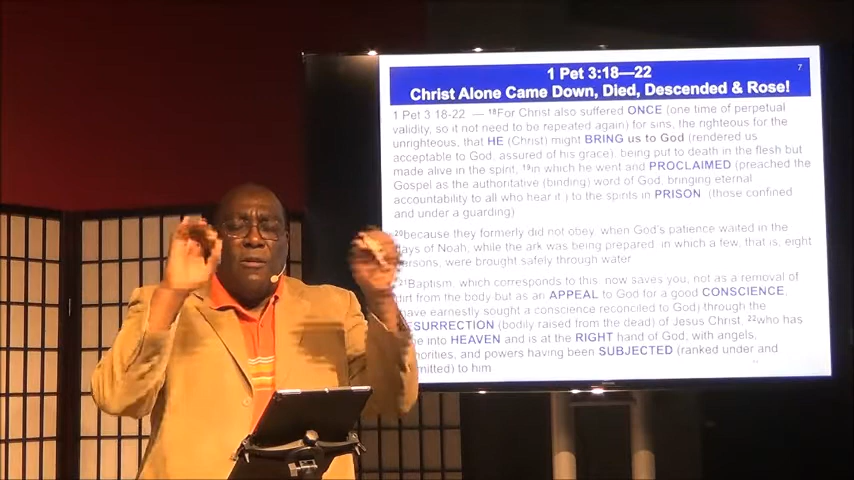 1 Pet 3:18—22
7
Christ Alone Came Down, Died, Descended & Rose!
1 Pet 3 18-22 — 18For Christ also suffered ONCE (one time of perpetual
validity, so it not need to be repeated again) for sins, the righteous for the
unrighteous, that HE (Christ) might BRING us to God (rendered us
acceptable to God, assured of his grace), being put to death in the flesh but
made alive in the spirit, 19in which he went and PROCLAIMED (preached the
Gospel as the authoritative (binding) word of God, bringing eternal
accountability to all who hear it ) to the spirits in PRISON (those confined
and under a guarding)
20because they formerly did not obey, when God's patience waited in the
days of Noah, while the ark was being prepared, in which a few, that is, eight
ersons, were brought safely through water
21Baptism, which corresponds to this, now saves you, not as a removal of
irt from the body but as an APPEAL to God for a good CONSCIENCE,
have earnestly sought a conscience reconciled to God) through the
ESURRECTION (bodily raised from the dead) of Jesus Christ, 22who has
e into HEAVEN and is at the RIGHT hand of God, with angels,
orities, and powers having been SUBJECTED (ranked under and
mitted) to him